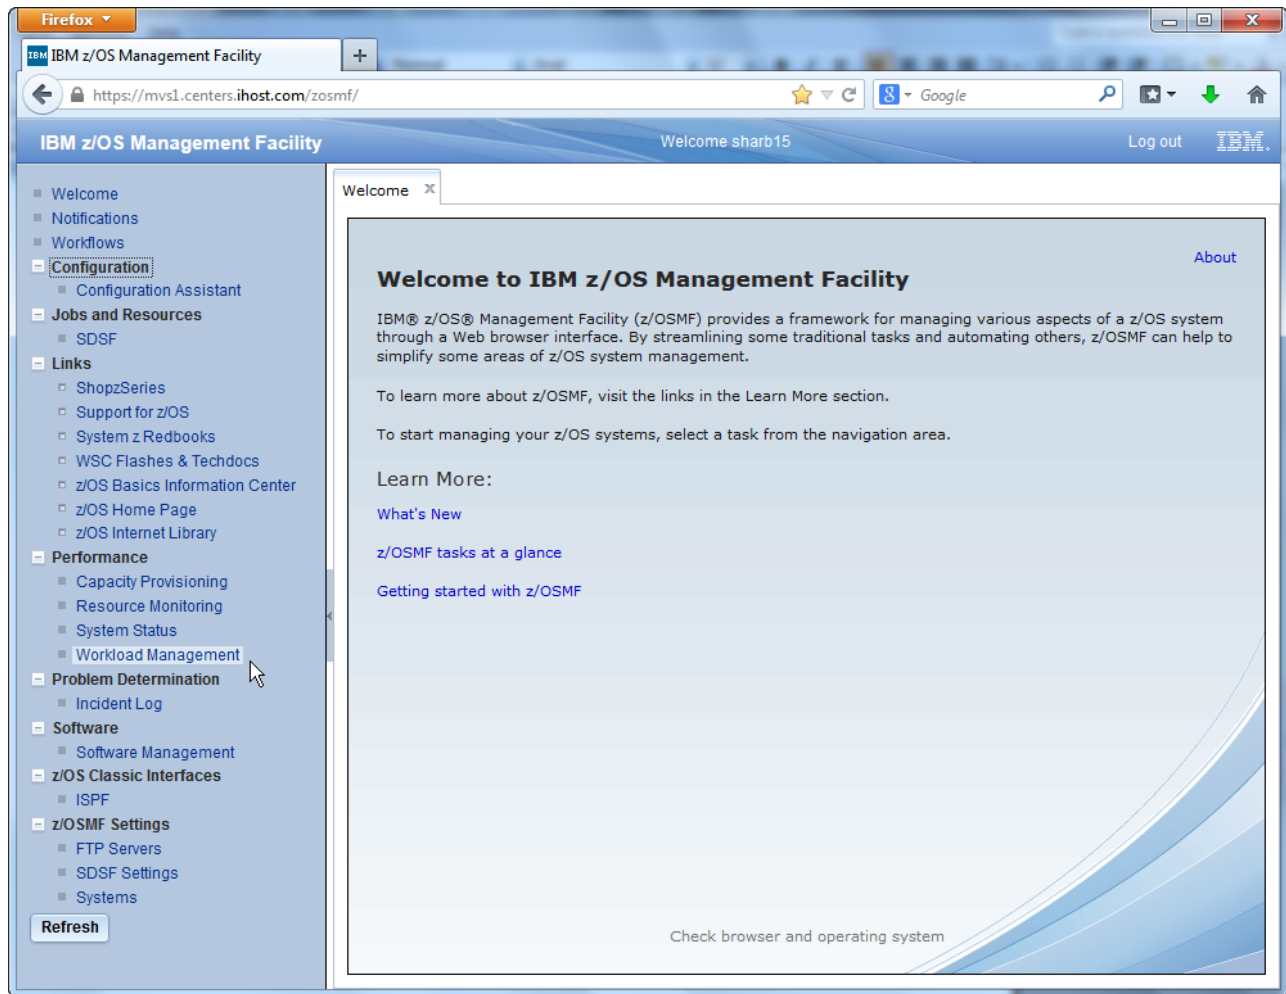 Firefox
IBM IBM z/OS Management Facility
https://mvs1.centers.ihost.com/zosmf/
Google
IBM z/OS Management Facility
Welcome sharb15
Log out
IBM.
Welcome
Notifications
Workflows
Configuration
Configuration Assistant
Jobs and Resources
SDSF
Links
ShopzSeries
Support for z/OS
System z Redbooks
WSC Flashes & Techdocs
z/OS Basics Information Center
z/OS Home Page
z/OS Internet Library
Performance
Capacity Provisioning
Resource Monitoring
System Status
Workload Management
Problem Determination
Incident Log
Software
Software Management
z/OS Classic Interfaces
ISPF
z/OSMF Settings
FTP Servers
SDSF Settings
Systems
Refresh
Welcome
About
Welcome to IBM z/OS Management Facility
IBM® z/OS® Management Facility (z/OSMF) provides a framework for managing various aspects of a z/OS system
through a Web browser interface. By streamlining some traditional tasks and automating others, z/OSMF can help to
simplify some areas of z/OS system management.
To learn more about z/OSMF, visit the links in the Learn More section.
To start managing your z/OS systems, select a task from the navigation area.
Learn More:
What's New
z/OSMF tasks at a glance
Getting started with z/OSMF
Check browser and operating system